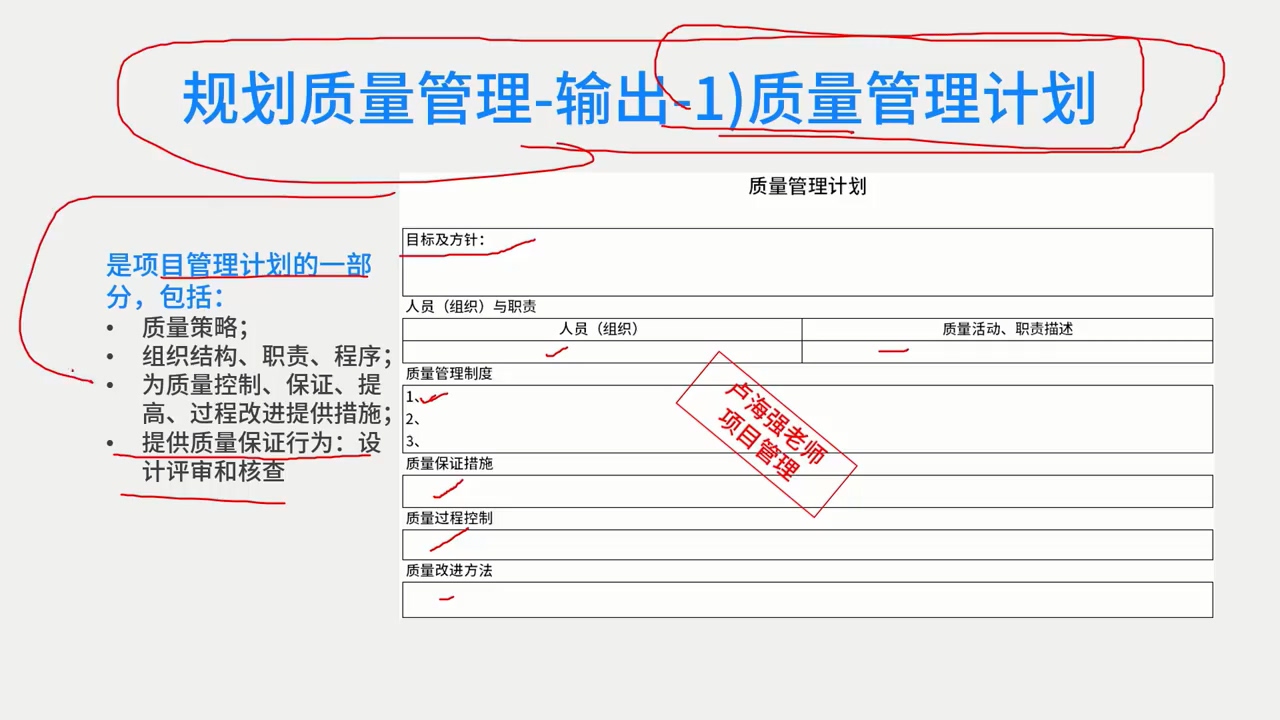 规划质量管理-输出-1)质量管理计划
是项目管理计划的一部
分，包括：
• 质量策略；
• 组织结构、职责、程序；
• 为质量控制、保证、提
高、过程改进提供措施；
• 提供质量保证行为：设
计评审和核查
质量管理计划
目标及方针：
人员（组织）与职责
人员（组织） 质量活动、职责描述
质量管理制度
1、
2、
3、
质量保证措施
质量过程控制
质量改进方法
卢海强老师
项目管理